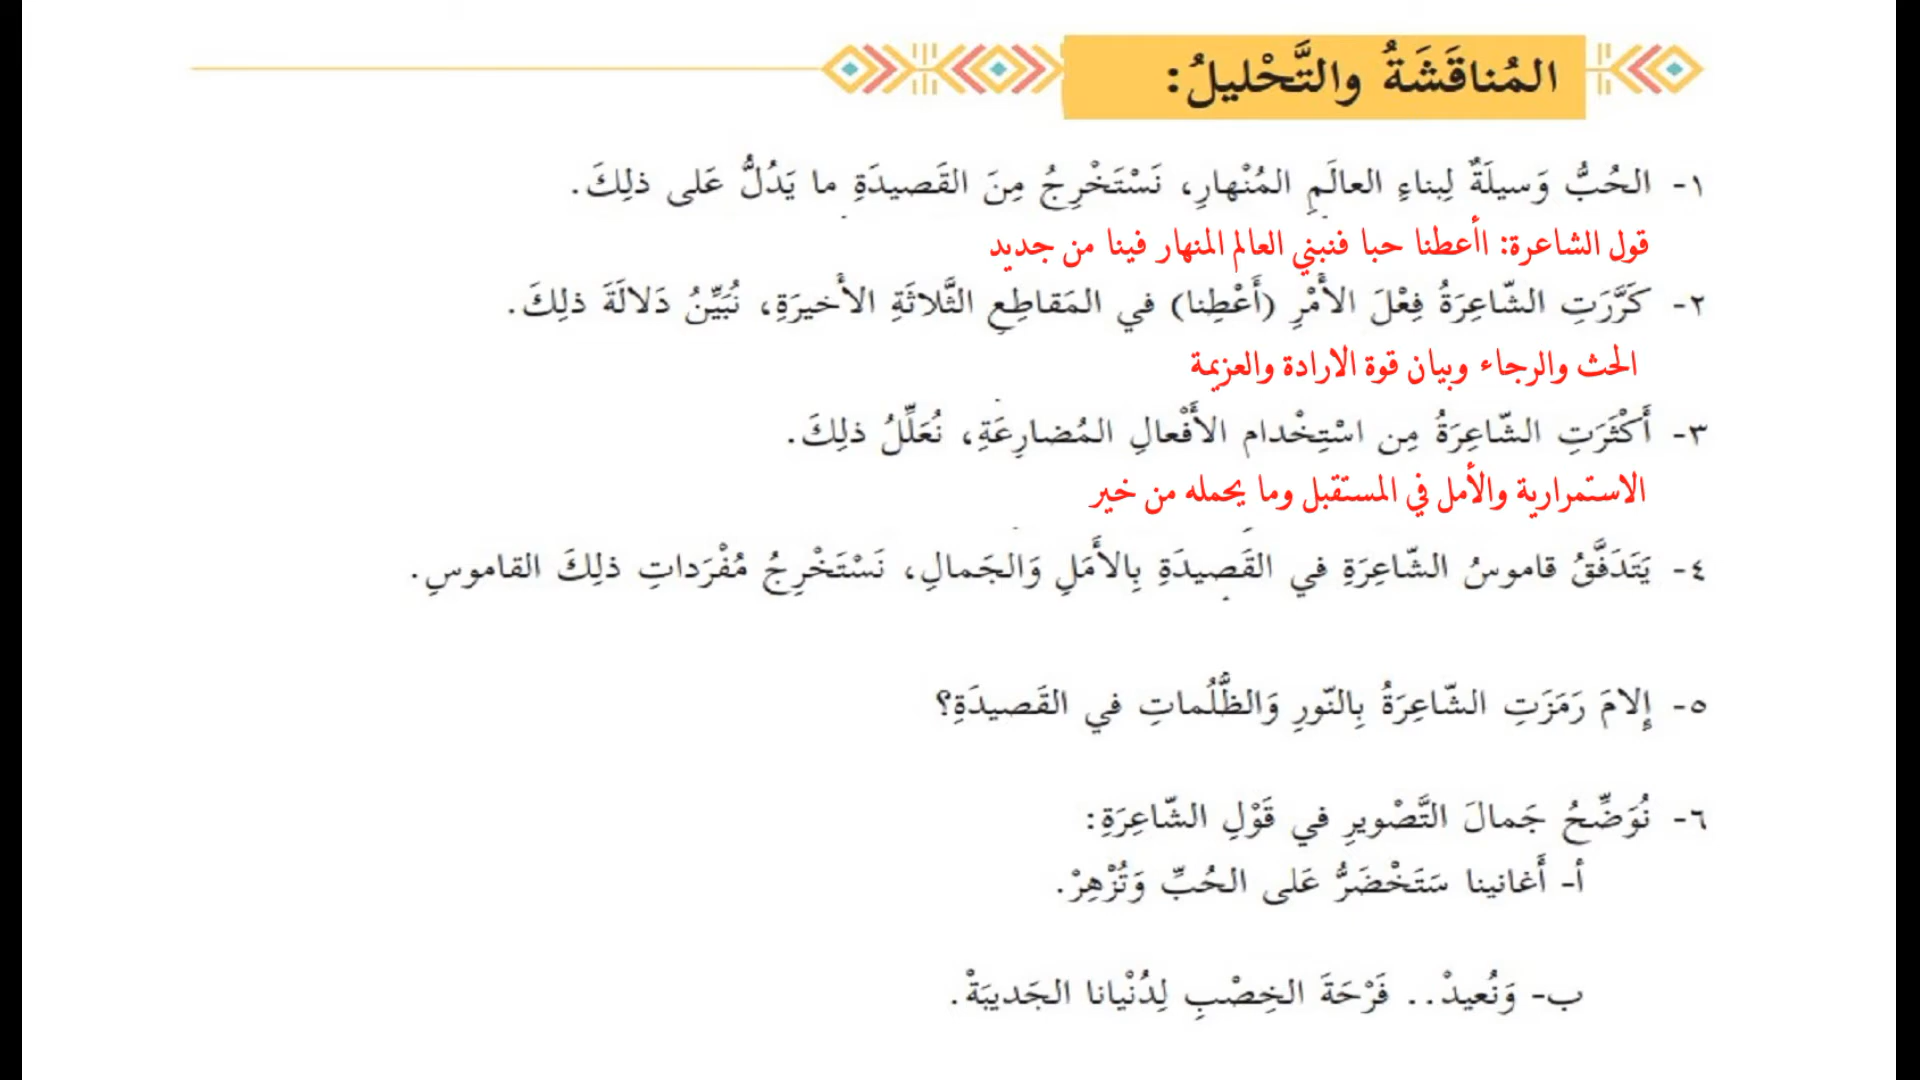 المُناقَشَةُ والتَّحْليلُ:
١- الحُبُّ وَسيلَةٌ لِبناءِ العالَمِ المُنْهارِ، نَسْتَخْرِجُ مِنَ القَصيدَةِ ما يَدُلُّ عَلى ذلِكَ.
قول الشاعرة: اأعطنا حبا فنبني العالم المنهار فينا من جديد
٢- كَرَّرَتِ الشّاعِرَةُ فِعْلَ الأَمْرِ (أَعْطِنا) في المَقاطِعِ الثَّلاثَةِ الأَخيرَةِ، نُبَيِّنُ دَلالَةَ ذلِكَ.
الحث والرجاء وبيان قوة الارادة والعزيمة
٣- أَكْثَرَتِ الشّاعِرَةُ مِن اسْتِخْدام الأَفْعالِ المُضارِعَةِ، نُعَلِّلُ ذلِكَ.
الاستمرارية والأمل في المستقبل وما يحمله من خير
٤- يَتَدَفَّقُ قاموسُ الشّاعِرَةِ في القَصيدَةِ بِالأَمَلِ وَالجَمالِ، نَسْتَخْرِجُ مُفْرَداتِ ذلِكَ القاموسِ.
٥- إِلامَ رَمَزَتِ الشّاعِرَةُ بِالنّورِ وَالظُّلُماتِ في القَصيدَةِ؟
٦- نُوَضِّحُ جَمالَ التَّصْويرِ في قَوْلِ الشّاعِرَةِ:
أ- أَغانينا سَتَخْضَرُّ عَلى الحُبِّ وَتُزْهِرْ.
ب- وَنُعيدْ.. فَرْحَةَ الخِصْبِ لِدُنْيانا الجَديبَةْ.